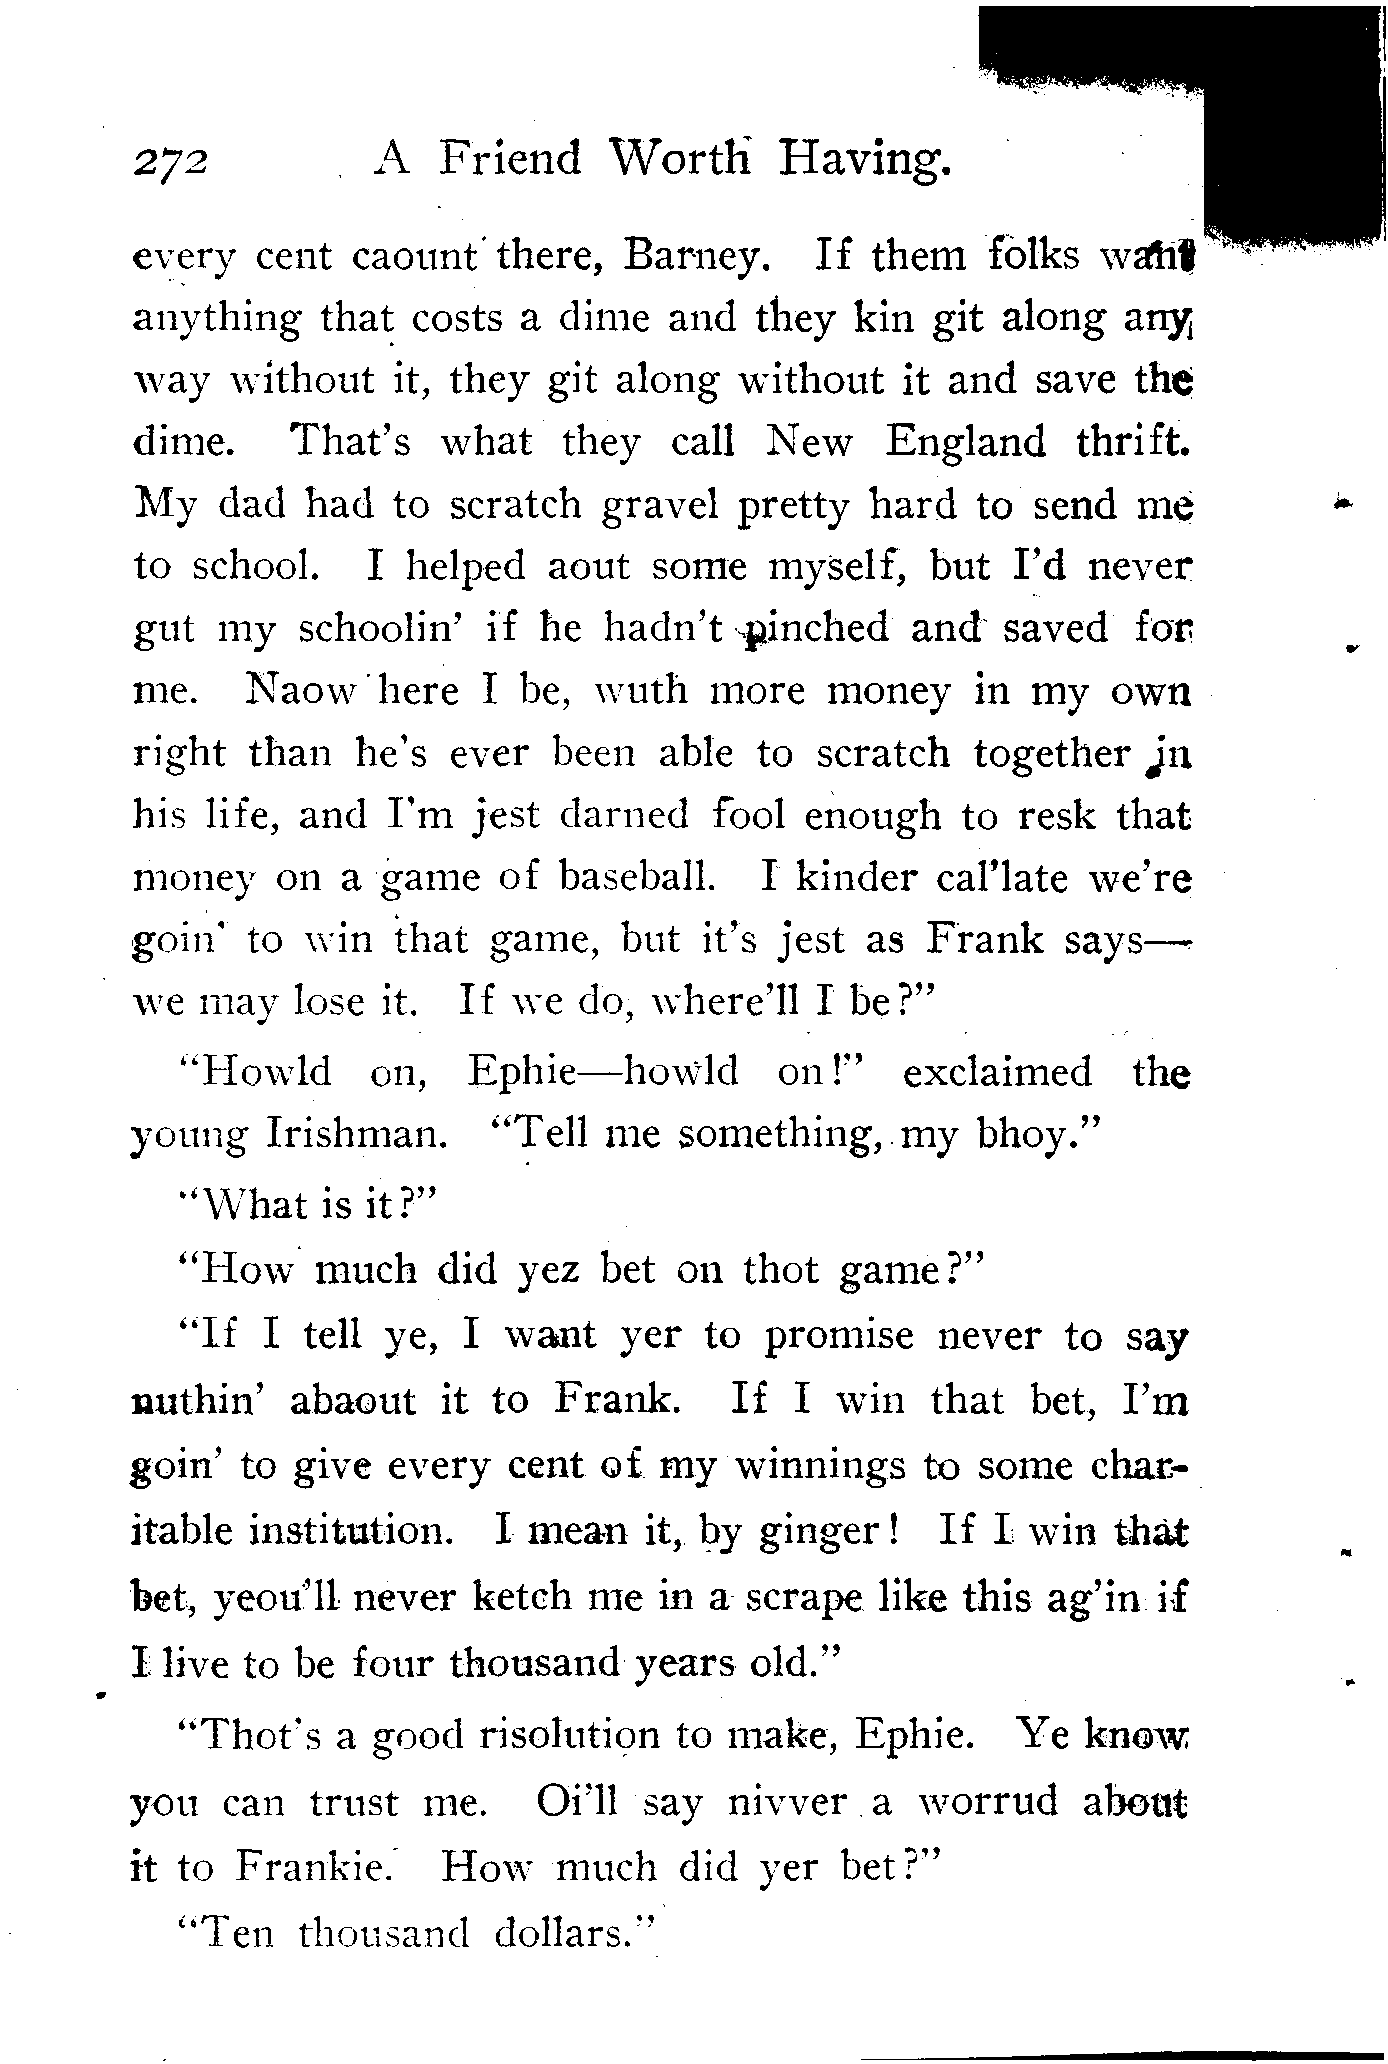 272 A Friend Worth Having.
every cent caount there, Barney. If them folks want
anything that costs a dime and they kin git along any
way without it, they git along without it and save the
dime. That's what they call New England thrift.
My dad had to scratch gravel pretty hard to send me
to school. I helped aout some myself, but I'd never
gut my schoolin' if he hadn't pinched and saved for
me. Naow here I be, wuth more money in my own
right than he's ever been able to scratch together in
his life, and I'm jest darned fool enough to resk that
money on a game of baseball. I kinder cal'late we're
goin' to win that game, but it's jest as Frank says—
we may lose it. If we do, where'll I be?"
"Howld on, Ephie—howld on!" exclaimed the
young Irishman. "Tell me something, my bhoy."
"What is it?"
"How much did yez bet on thot game?"
"If I tell ye, I want yer to promise never to say
nuthin' abaout it to Frank. If I win that bet, I'm
goin' to give every cent of my winnings to some char-
itable institution. I mean it, by ginger! If I win that
bet, yeou'll never ketch me in a scrape like this ag'in if
I live to be four thousand years old."
"Thot's a good risolution to make, Ephie. Ye know
you can trust me. Oi'll say nivver a worrud about
it to Frankie. How much did yer bet?"
"Ten thousand dollars."